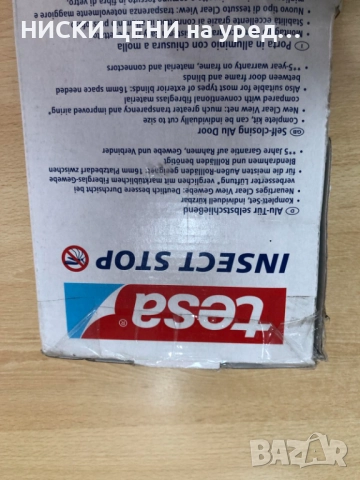 НИСКИ ЦЕНИ на уред...
tesa®
INSECT STOP
D Alu-Tür selbstschließend
• Komplett-Set, individuell kürzbar
• Neuartiges Clear View Gewebe: Deutlich bessere Durchsicht und
verbesserter "Lüftung" verglichen mit marktüblichem Fiberglas-Gewebe
• für die meisten Außen-Rollläden geeignet: 16mm Platzbedarf zwischen
Blendrahmen und Rollladen benötigt
• 5 Jahre** Garantie auf Rahmen, Gewebe und Verbinder
GB Self-closing Alu Door
• Complete kit, can be individually cut to size
• New Clear View net: much greater transparency and improved "airing"
compared with conventional fibreglass material
• Also suitable for most types of exterior blinds: 16mm space needed
between door frame and blinds
• 5-year** warranty on frame, material and connectors
I Porta in alluminio con chiusura a molla
BAZAR
bg